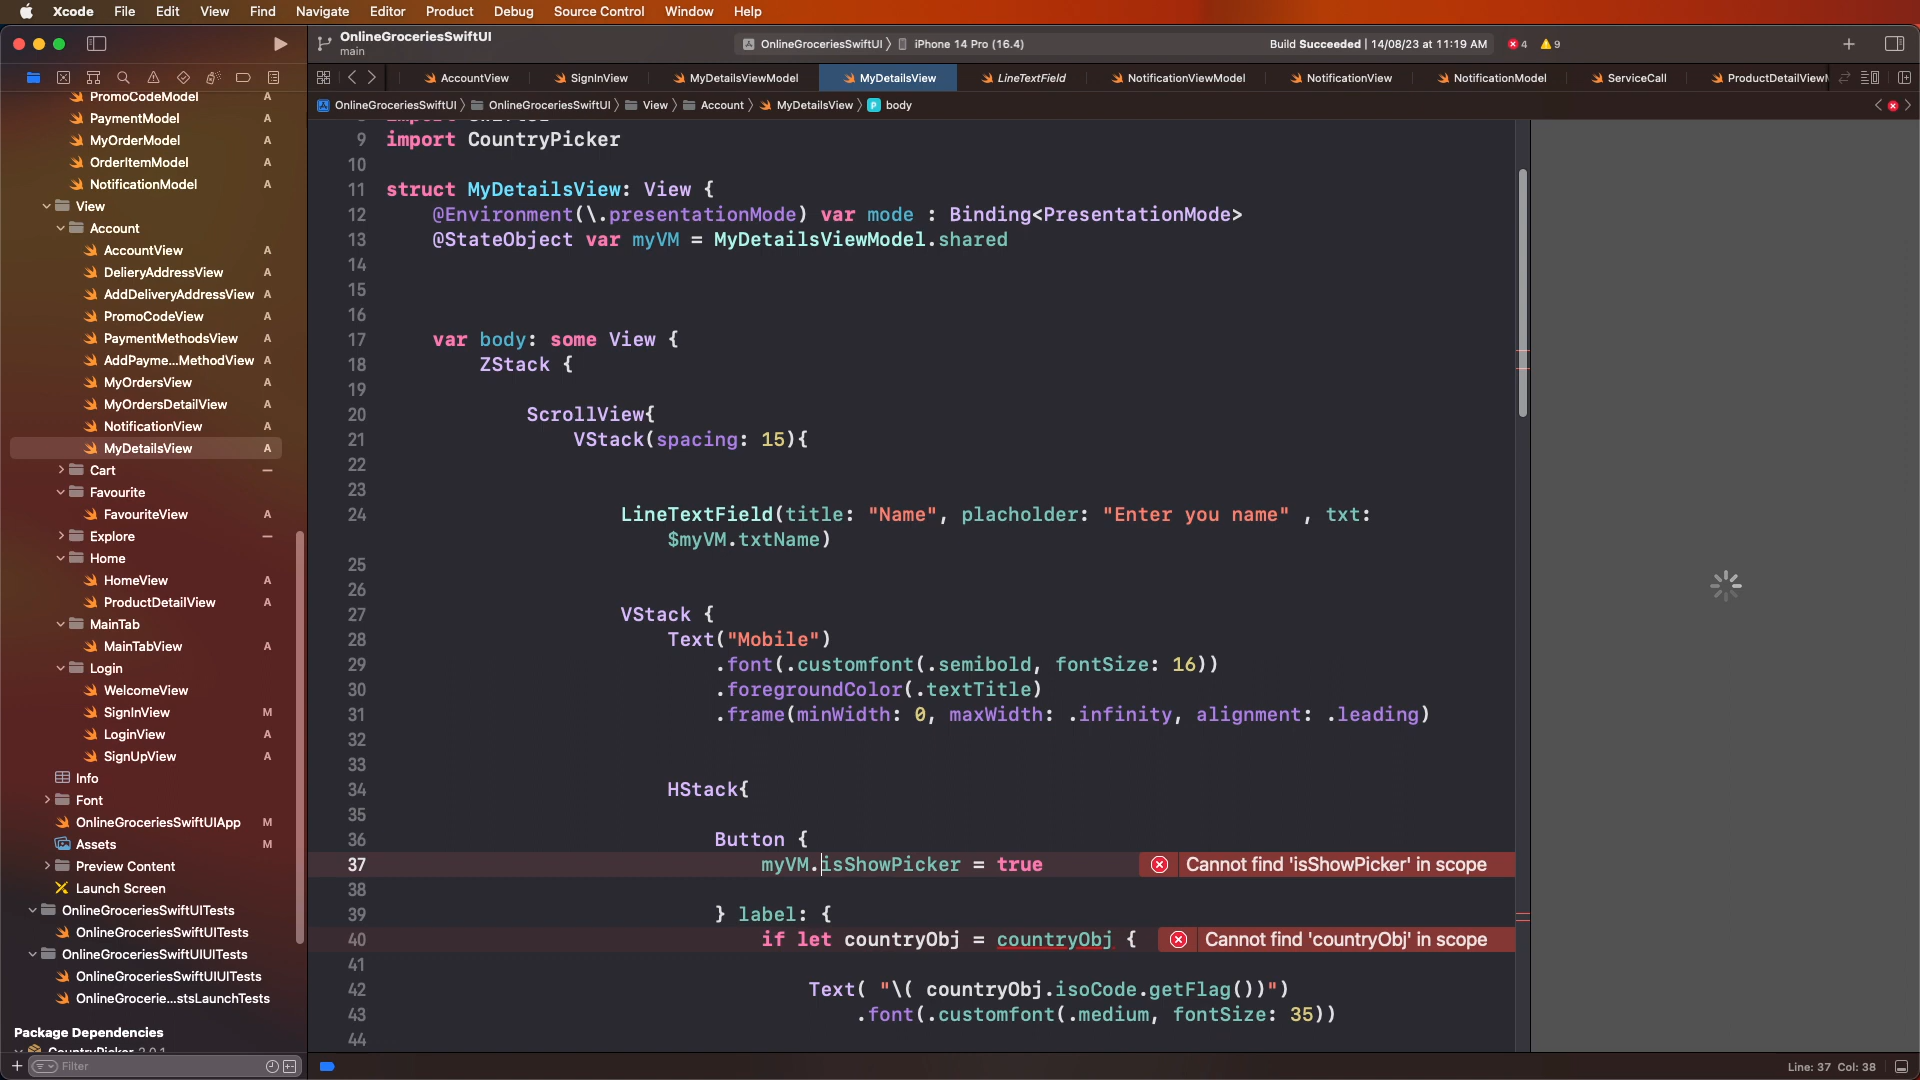 Xcode File Edit View Find Navigate Editor Product Debug Source Control Window Help
OnlineGroceriesSwiftUI
main
OnlineGroceriesSwiftUI iPhone 14 Pro (16.4)
Build Succeeded | 14/08/23 at 11:19 AM
4 9
AccountView SignInView MyDetailsViewModel MyDetailsView LineTextField NotificationViewModel NotificationView NotificationModel ServiceCall ProductDetailView
OnlineGroceriesSwiftUI OnlineGroceriesSwiftUI View Account MyDetailsView P body
PromoCodeModel A
PaymentModel A
MyOrderModel A
OrderItemModel A
NotificationModel A
View
Account
AccountView A
DelieryAddressView A
AddDeliveryAddressView A
PromoCodeView A
PaymentMethodsView A
AddPayme...MethodView A
MyOrdersView A
MyOrdersDetailView A
NotificationView A
MyDetailsView A
Cart
Favourite
FavouriteView A
Explore
Home
HomeView A
ProductDetailView A
MainTab
MainTabView A
Login
WelcomeView A
SignInView M
LoginView A
SignUpView A
Info
Font
OnlineGroceriesSwiftUIApp M
Assets M
Preview Content
Launch Screen
OnlineGroceriesSwiftUITests
OnlineGroceriesSwiftUITests
OnlineGroceriesSwiftUIUITests
OnlineGroceriesSwiftUIUITests
OnlineGrocerie...stsLaunchTests
Package Dependencies
CountryPicker 2.0.1
Filter
9 import CountryPicker
10
11 struct MyDetailsView: View {
12 @Environment(\.presentationMode) var mode : Binding<PresentationMode>
13 @StateObject var myVM = MyDetailsViewModel.shared
14
15
16
17 var body: some View {
18 ZStack {
19
20 ScrollView{
21 VStack(spacing: 15){
22
23
24 LineTextField(title: "Name", placholder: "Enter you name" , txt:
$myVM.txtName)
25
26
27 VStack {
28 Text("Mobile")
29 .font(.customfont(.semibold, fontSize: 16))
30 .foregroundColor(.textTitle)
31 .frame(minWidth: 0, maxWidth: .infinity, alignment: .leading)
32
33
34 HStack{
35
36 Button {
37 myVM.isShowPicker = true Cannot find 'isShowPicker' in scope
38
39 } label: {
40 if let countryObj = countryObj { Cannot find 'countryObj' in scope
41
42 Text( "\( countryObj.isoCode.getFlag())")
43 .font(.customfont(.medium, fontSize: 35))
44
Line: 37 Col: 38